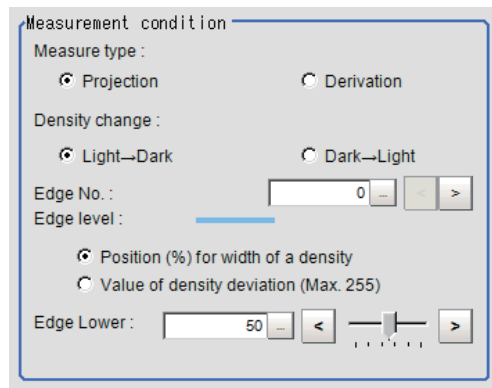 Measurement condition
Measure type :
Projection Derivation
Density change :
Light→Dark Dark→Light
Edge No. : 0 ... < >
Edge level :
Position (%) for width of a density
Value of density deviation (Max. 255)
Edge Lower : 50 ... < >